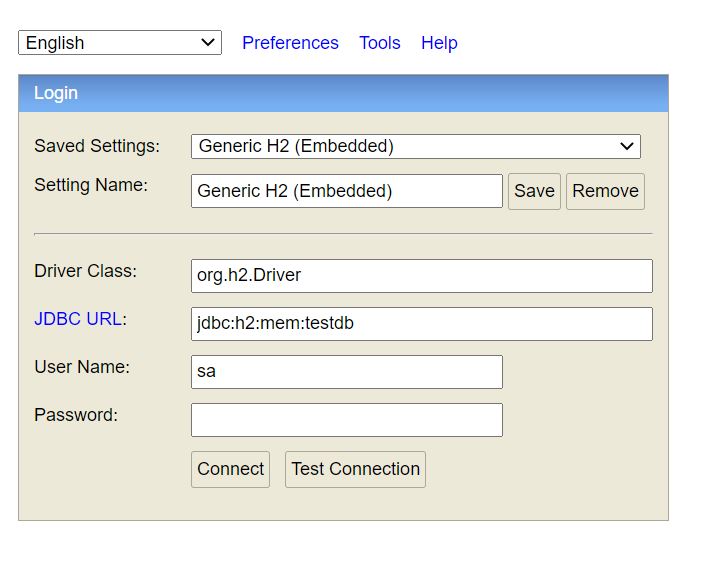 English Preferences Tools Help
Login
Saved Settings: Generic H2 (Embedded)
Setting Name: Generic H2 (Embedded) Save Remove
Driver Class: org.h2.Driver
JDBC URL: jdbc:h2:mem:testdb
User Name: sa
Password:
Connect Test Connection